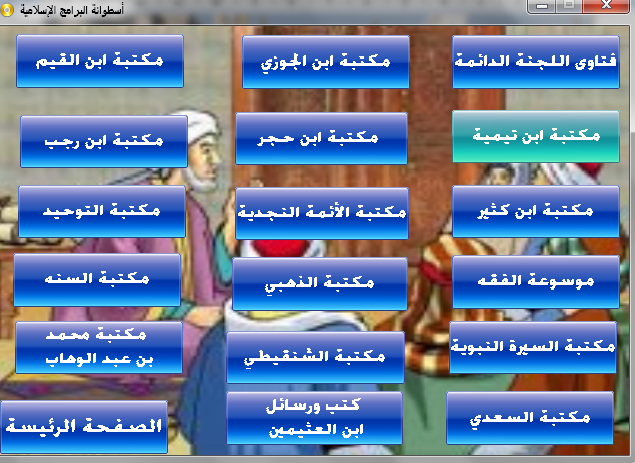 أسطوانة البرامج الإسلامية
فتاوى اللجنة الدائمة
مكتبة ابن الجوزي
مكتبة ابن القيم
مكتبة ابن تيمية
مكتبة ابن حجر
مكتبة ابن رجب
مكتبة ابن كثير
مكتبة الأئمة النجدية
مكتبة التوحيد
موسوعة الفقه
مكتبة الذهبي
مكتبة السنه
مكتبة السيرة النبوية
مكتبة الشنقيطي
مكتبة محمد
بن عبد الوهاب
مكتبة السعدي
كتب ورسائل
ابن العثيمين
الصفحة الرئيسة